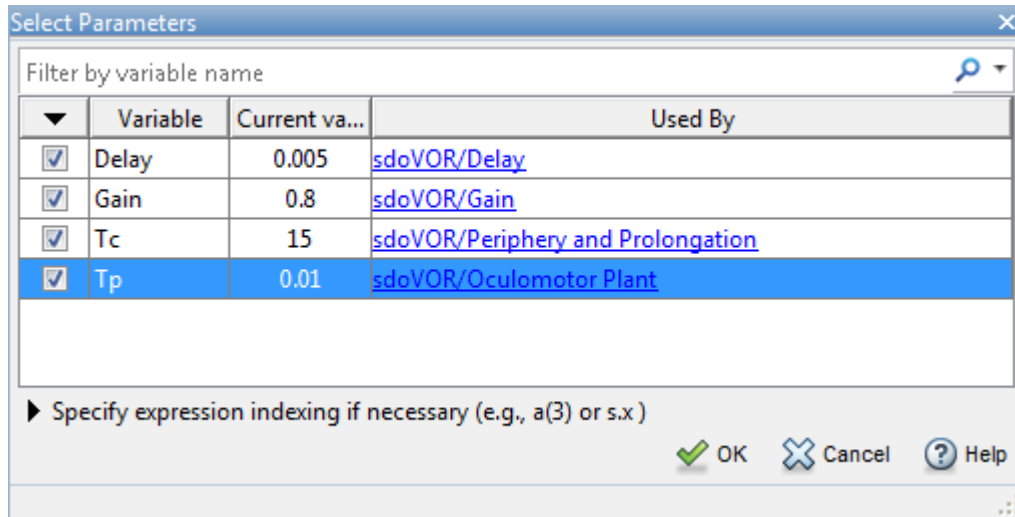 Select Parameters
Filter by variable name
Variable Current va... Used By
Delay 0.005 sdoVOR/Delay
Gain 0.8 sdoVOR/Gain
Tc 15 sdoVOR/Periphery and Prolongation
Tp 0.01 sdoVOR/Oculomotor Plant
Specify expression indexing if necessary (e.g., a(3) or s.x )
OK Cancel Help